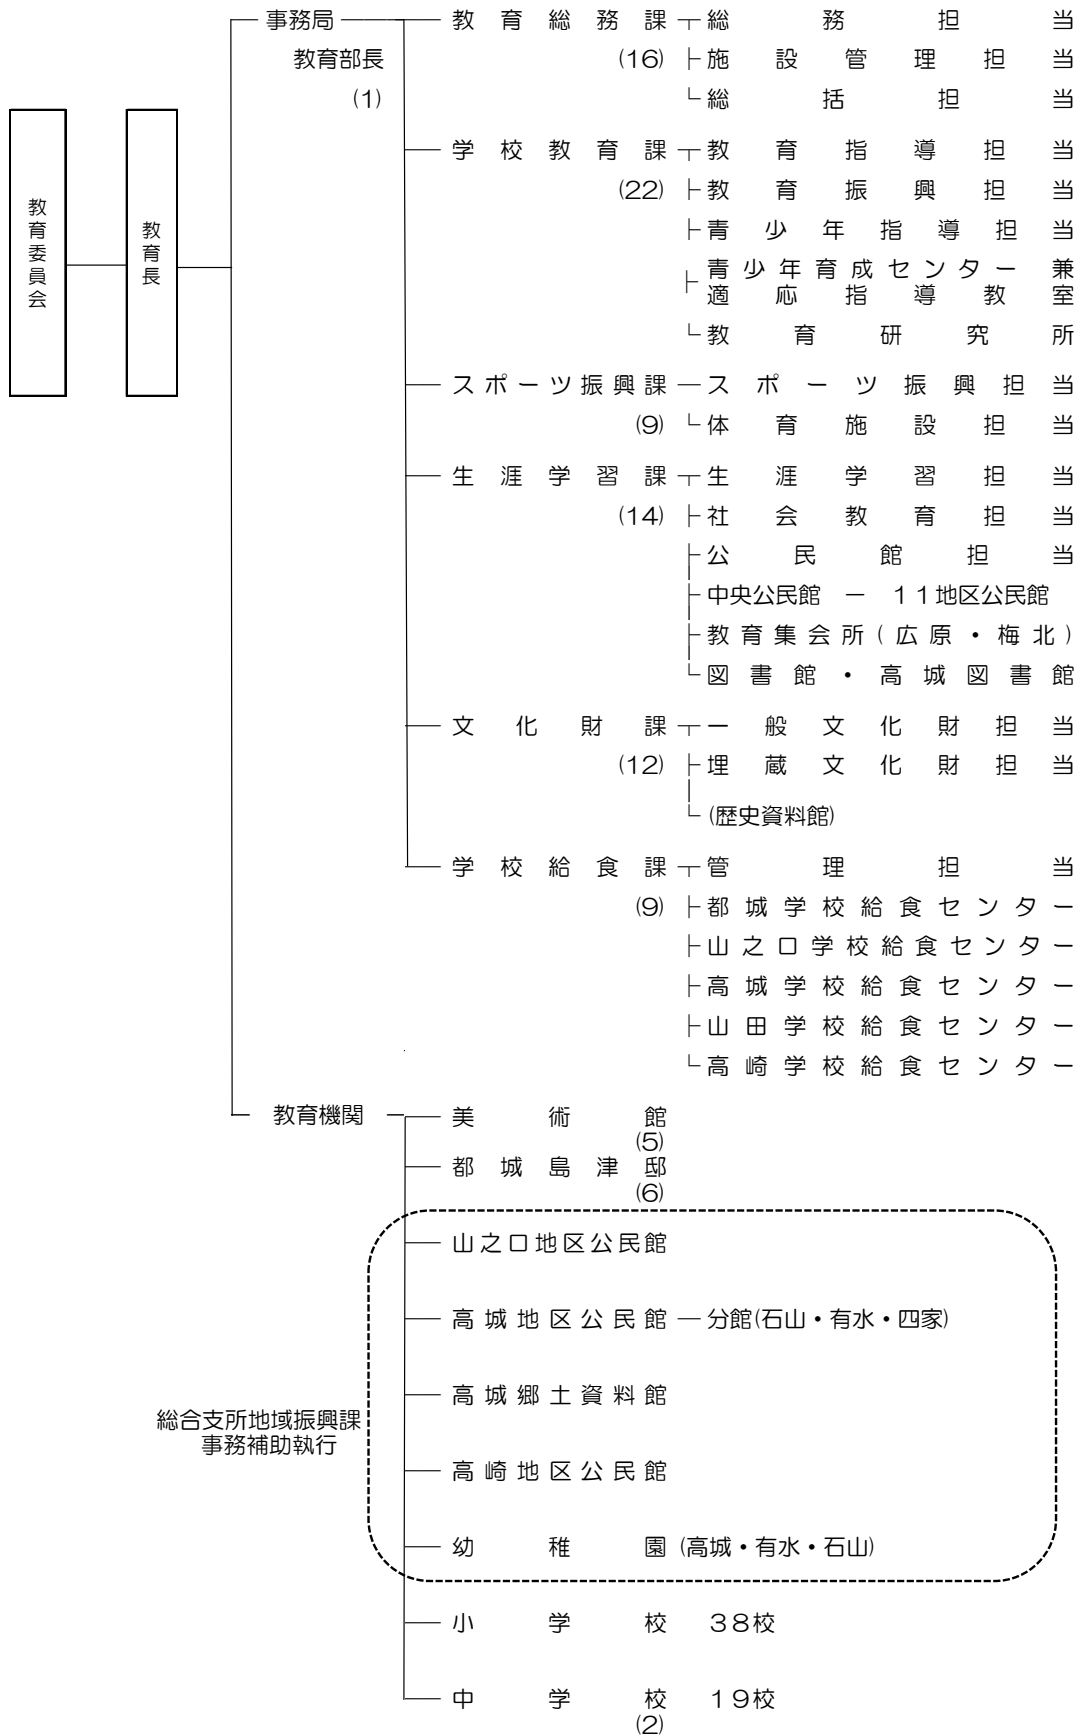 教育委員会
教育長
事務局
教育部長
(1)
教育総務課
(16)
総務担当
施設管理担当
総括担当
学校教育課
(22)
教育指導担当
教育振興担当
青少年指導担当
青少年育成センター 兼
適応指導教室
教育研究所
スポーツ振興課
(9)
スポーツ振興担当
体育施設担当
生涯学習課
(14)
生涯学習担当
社会教育担当
公民館担当
中央公民館 ― 11地区公民館
教育集会所(広原・梅北)
図書館・高城図書館
文化財課
(12)
一般文化財担当
埋蔵文化財担当
(歴史資料館)
学校給食課
(9)
管理担当
都城学校給食センター
山之口学校給食センター
高城学校給食センター
山田学校給食センター
高崎学校給食センター
教育機関
美術館
(5)
都城島津邸
(6)
総合支所地域振興課
事務補助執行
山之口地区公民館
高城地区公民館 ― 分館(石山・有水・四家)
高城郷土資料館
高崎地区公民館
幼稚園 (高城・有水・石山)
小学校 38校
中学校 19校
(2)